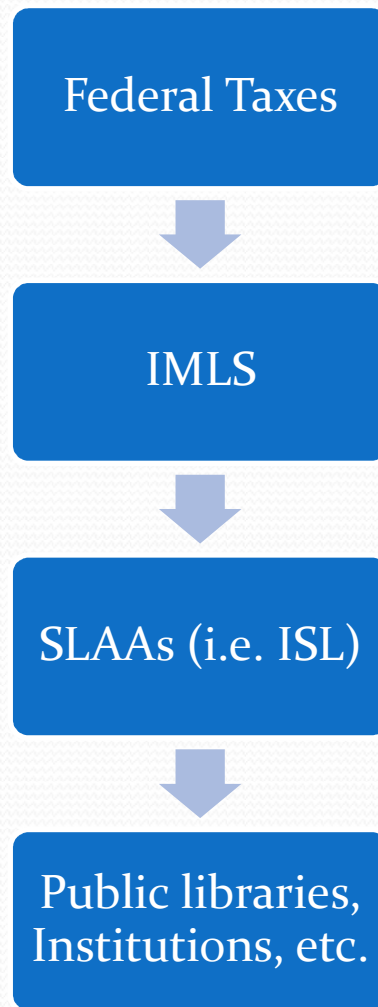 Federal Taxes
IMLS
SLAAs (i.e. ISL)
Public libraries,
Institutions, etc.